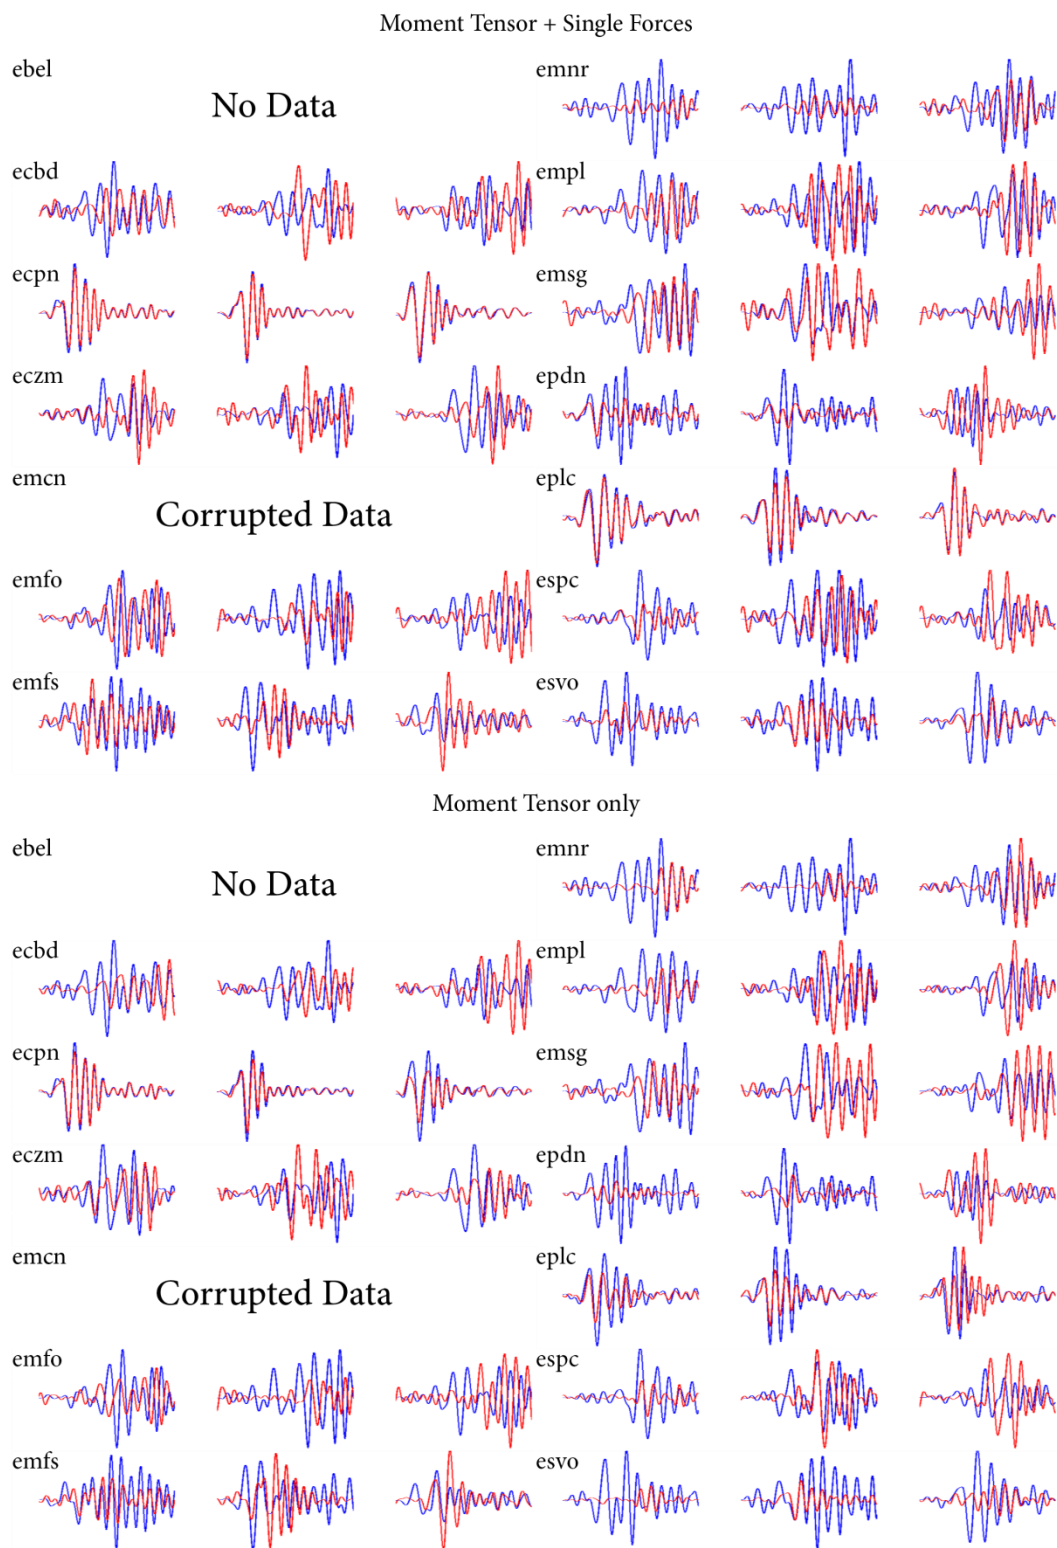 Moment Tensor + Single Forces
ebel
No Data
ecbd
ecpn
eczm
emcn
Corrupted Data
emfo
emfs
emnr
empl
emsg
epdn
eplc
espc
esvo
Moment Tensor only
ebel
No Data
ecbd
ecpn
eczm
emcn
Corrupted Data
emfo
emfs
emnr
empl
emsg
epdn
eplc
espc
esvo